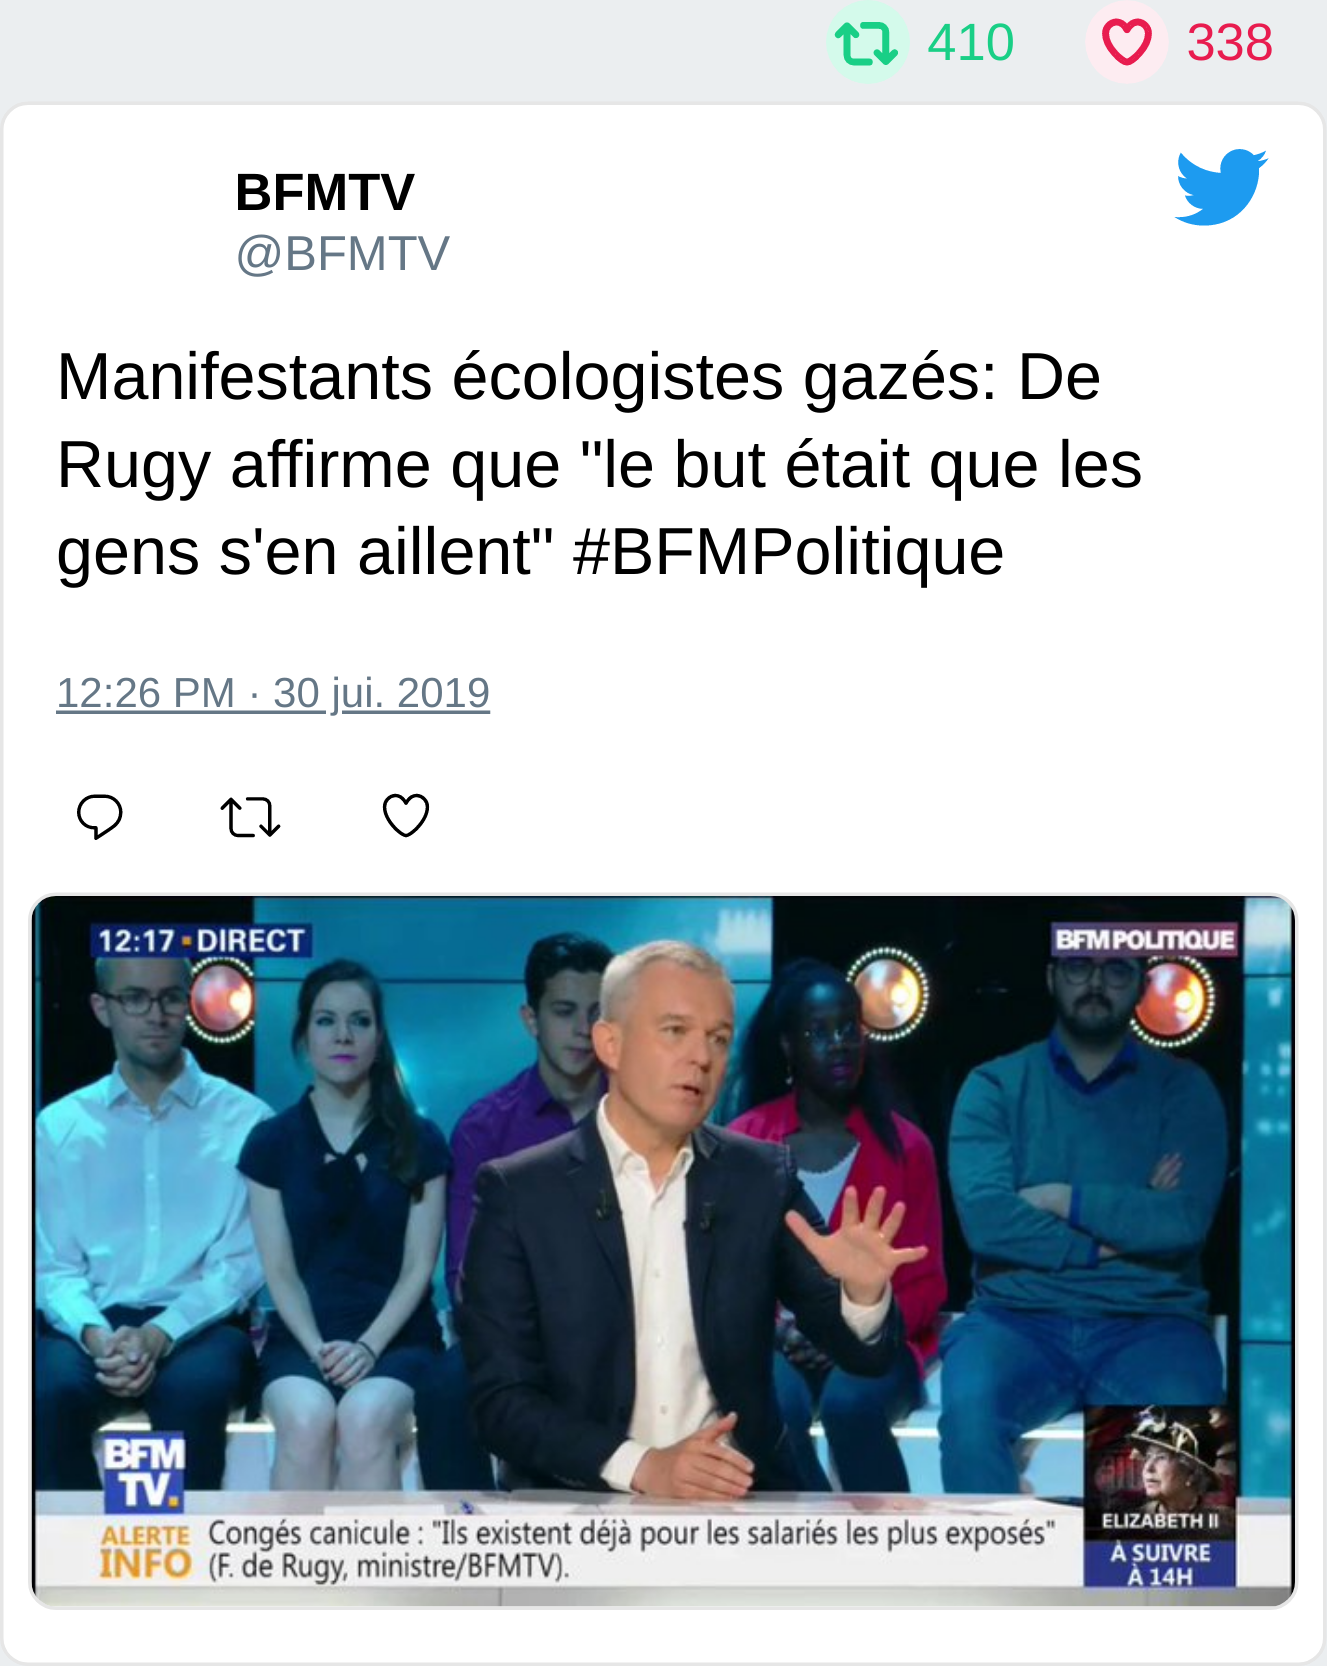 410 338
BFMTV
@BFMTV
Manifestants écologistes gazés: De
Rugy affirme que "le but était que les
gens s'en aillent" #BFMPolitique
12:26 PM · 30 jui. 2019
12:17 DIRECT
BFM POLITIQUE
BFM
TV.
ALERTE
INFO
Congés canicule : "Ils existent déjà pour les salariés les plus exposés"
(F. de Rugy, ministre/BFMTV).
ELIZABETH II
À SUIVRE
À 14H